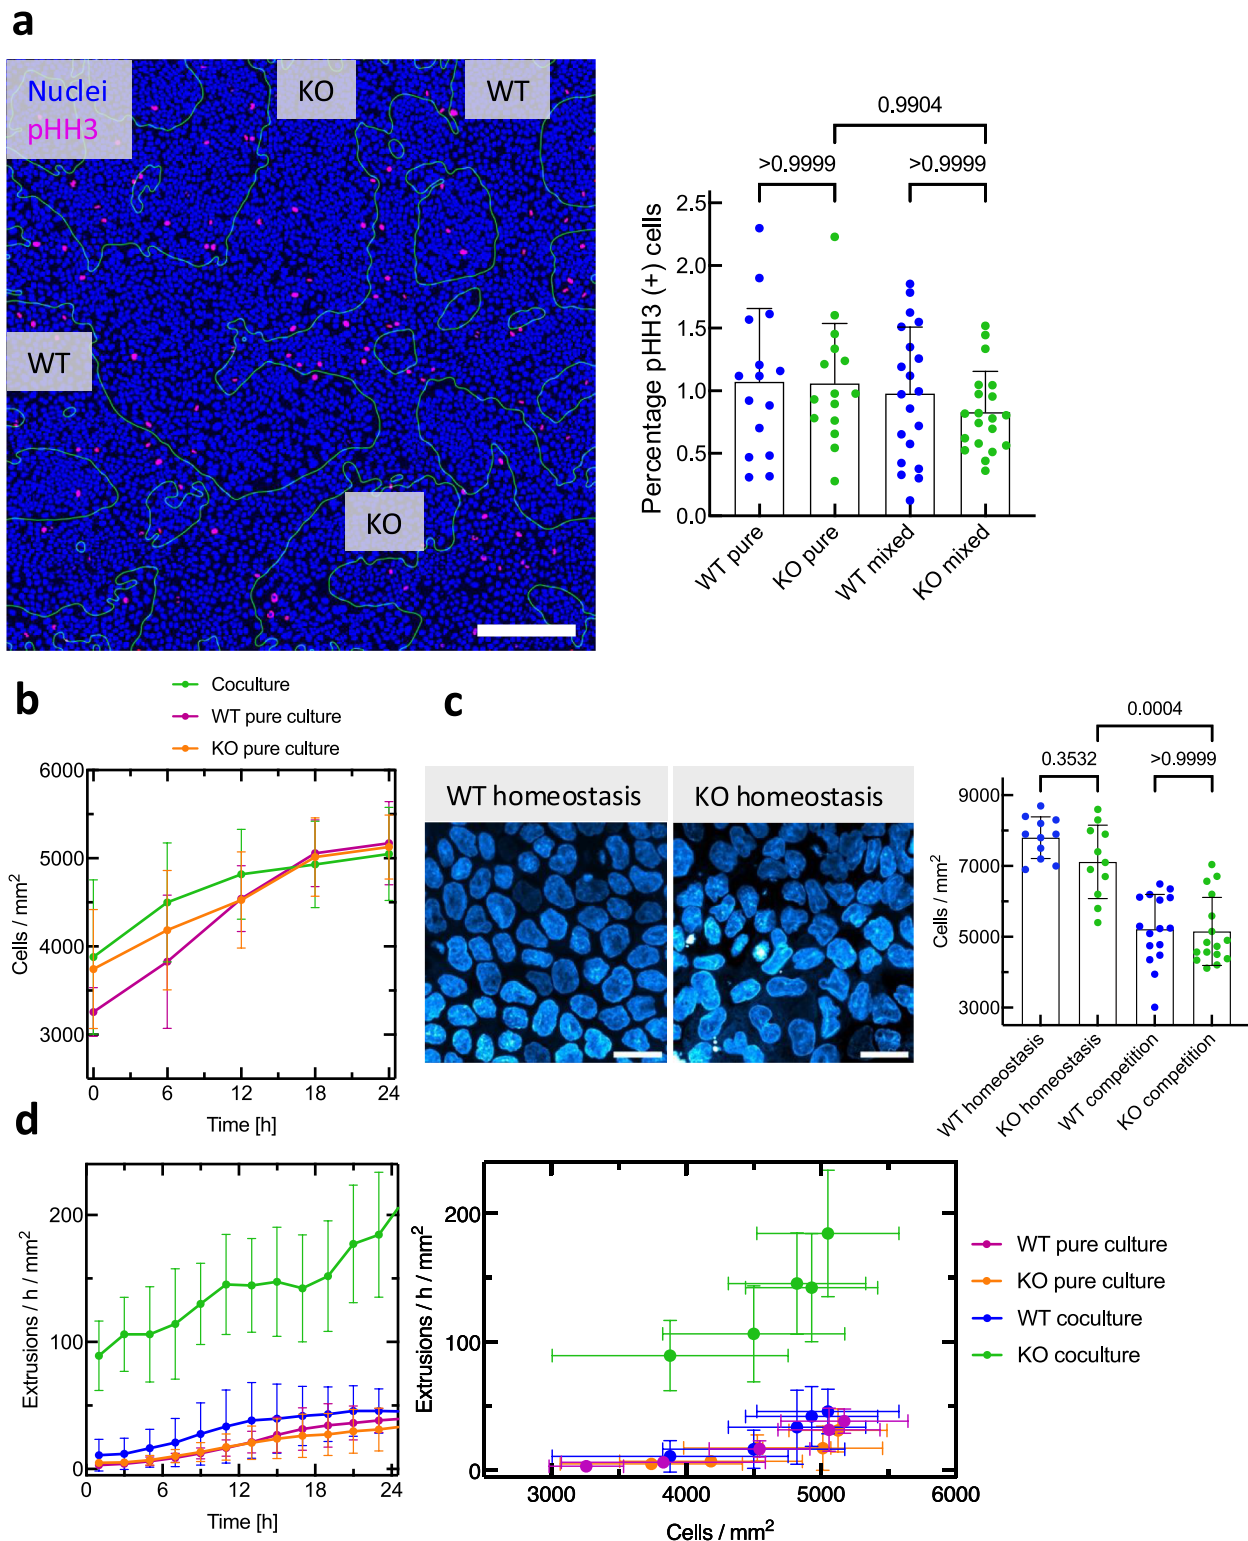 a
Nuclei
pHH3
KO
WT
WT
KO
0.9904
>0.9999
>0.9999
Percentage pHH3 (+) cells
2.5
2.0
1.5
1.0
0.5
0.0
WT pure
KO pure
WT mixed
KO mixed
b
Coculture
WT pure culture
KO pure culture
Cells / mm2
6000
5000
4000
3000
0
6
12
18
24
Time [h]
c
WT homeostasis
KO homeostasis
0.0004
0.3532
>0.9999
Cells / mm2
9000
7000
5000
3000
WT homeostasis
KO homeostasis
WT competition
KO competition
d
Extrusions / h / mm2
200
100
0
0
6
12
18
24
Time [h]
Extrusions / h / mm2
200
100
0
3000
4000
5000
6000
Cells / mm2
WT pure culture
KO pure culture
WT coculture
KO coculture